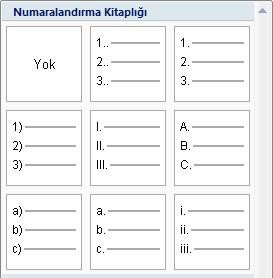 Numaralandırma Kitaplığı
Yok
1..
2..
3..
1.
2.
3.
1)
2)
3)
I.
II.
III.
A.
B.
C.
a)
b)
c)
a.
b.
c.
i.
ii.
iii.